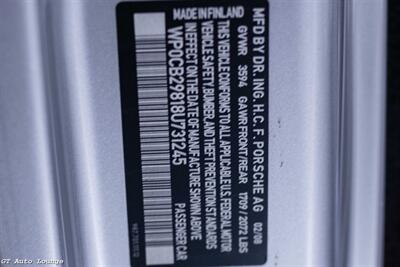 MFD BY DR. ING. H.C. F. PORSCHE AG 02/08
GVWR 3594 GAWR FRONT/REAR 1709 / 2072 LBS
THIS VEHICLE CONFORMS TO ALL APPLICABLE U.S. FEDERAL MOTOR
VEHICLE SAFETY, BUMPER, AND THEFT PREVENTION STANDARDS
IN EFFECT ON THE DATE OF MANUFACTURE SHOWN ABOVE
WP0CB29818U731245 PASSENGER CAR
MADE IN FINLAND
GT Auto Lounge